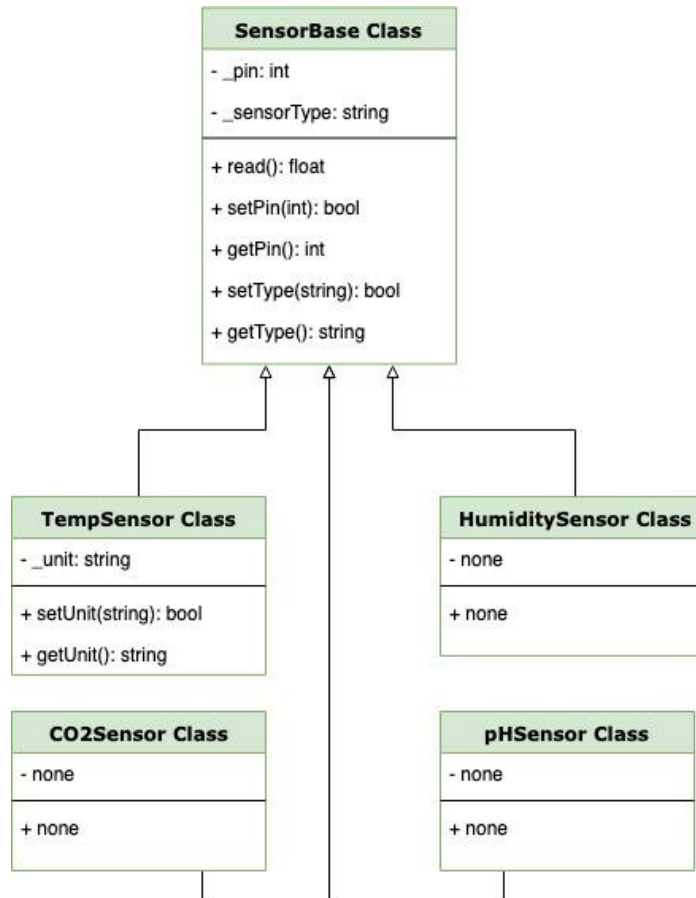 SensorBase Class
- _pin: int
- _sensorType: string
+ read(): float
+ setPin(int): bool
+ getPin(): int
+ setType(string): bool
+ getType(): string
TempSensor Class
- _unit: string
+ setUnit(string): bool
+ getUnit(): string
HumiditySensor Class
- none
+ none
CO2Sensor Class
- none
+ none
pHSensor Class
- none
+ none